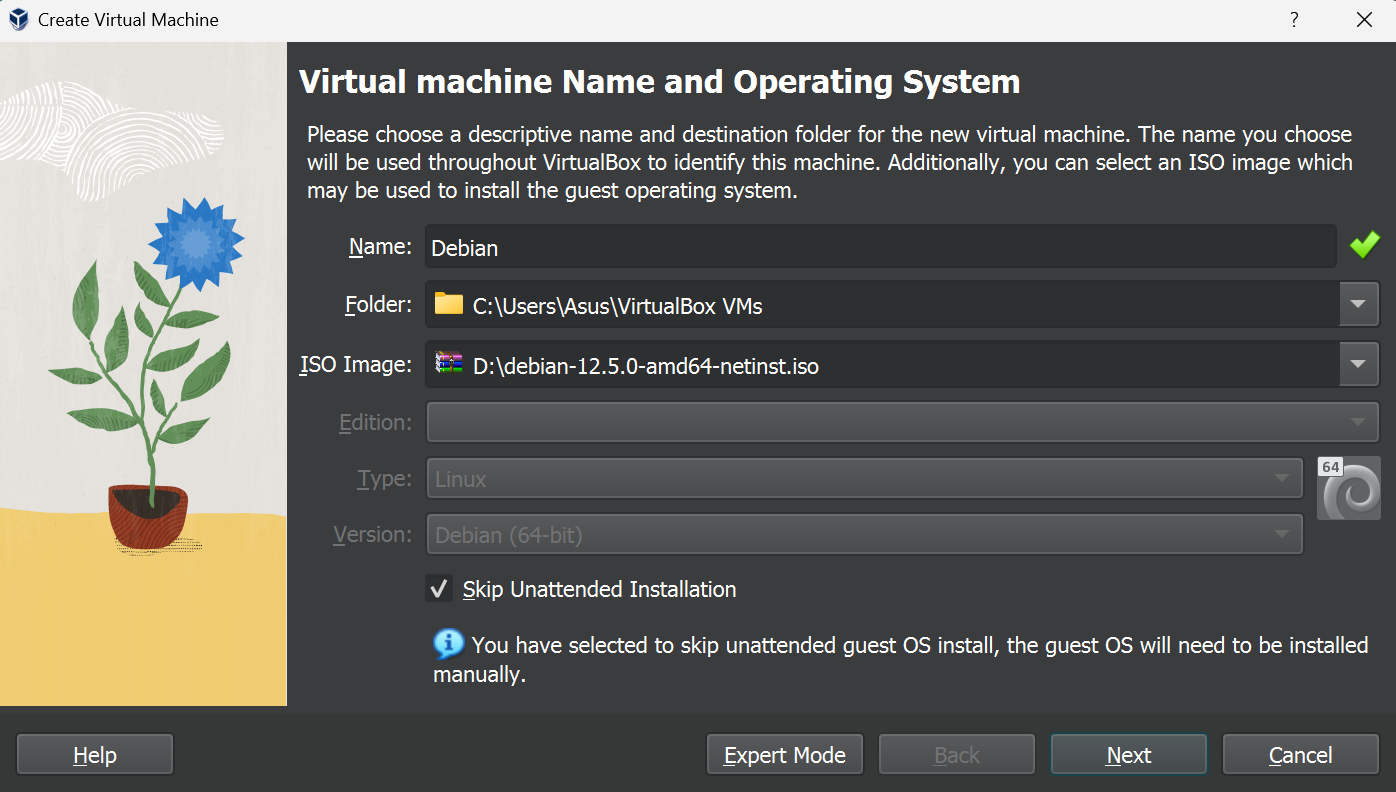 Create Virtual Machine
?
Virtual machine Name and Operating System
Please choose a descriptive name and destination folder for the new virtual machine. The name you choose
will be used throughout VirtualBox to identify this machine. Additionally, you can select an ISO image which
may be used to install the guest operating system.
Name: Debian
Folder: C:\Users\Asus\VirtualBox VMs
ISO Image: D:\debian-12.5.0-amd64-netinst.iso
Edition:
Type: Linux
64
Version: Debian (64-bit)
Skip Unattended Installation
You have selected to skip unattended guest OS install, the guest OS will need to be installed
manually.
Help Expert Mode Back Next Cancel